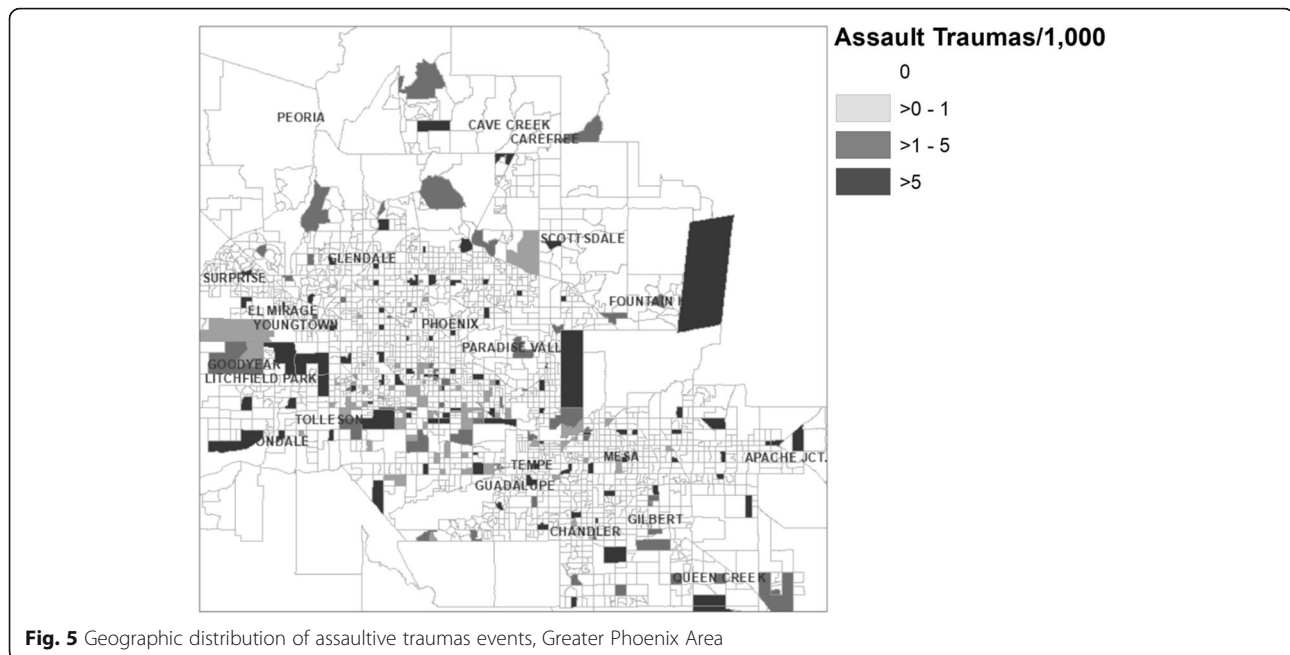 Assault Traumas/1,000
0
>0 - 1
>1 - 5
>5
PEORIA
CAVE CREEK
CAREFREE
SCOTTSDALE
GLENDALE
SURPRISE
FOUNTAIN H
EL MIRAGE
YOUNGTOWN
PHOENIX
PARADISE VALL
GOODYEAR
LITCHFIELD PARK
TOLLESON
ONDALE
MESA
APACHE JCT.
TEMPE
GUADALUPE
GILBERT
CHANDLER
QUEEN CREEK
Fig. 5 Geographic distribution of assaultive traumas events, Greater Phoenix Area